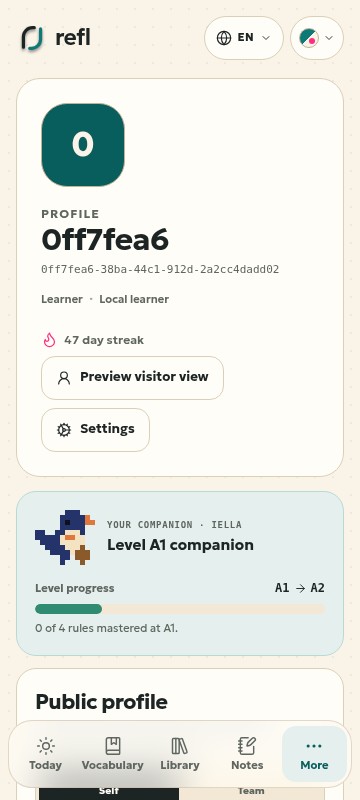 refl
EN
0
PROFILE
0ff7fea6
0ff7fea6-38ba-44c1-912d-2a2cc4dadd02
Learner · Local learner
47 day streak
Preview visitor view
Settings
YOUR COMPANION · IELLA
Level A1 companion
Level progress A1 → A2
0 of 4 rules mastered at A1.
Public profile
Today Vocabulary Library Notes More
Self Team